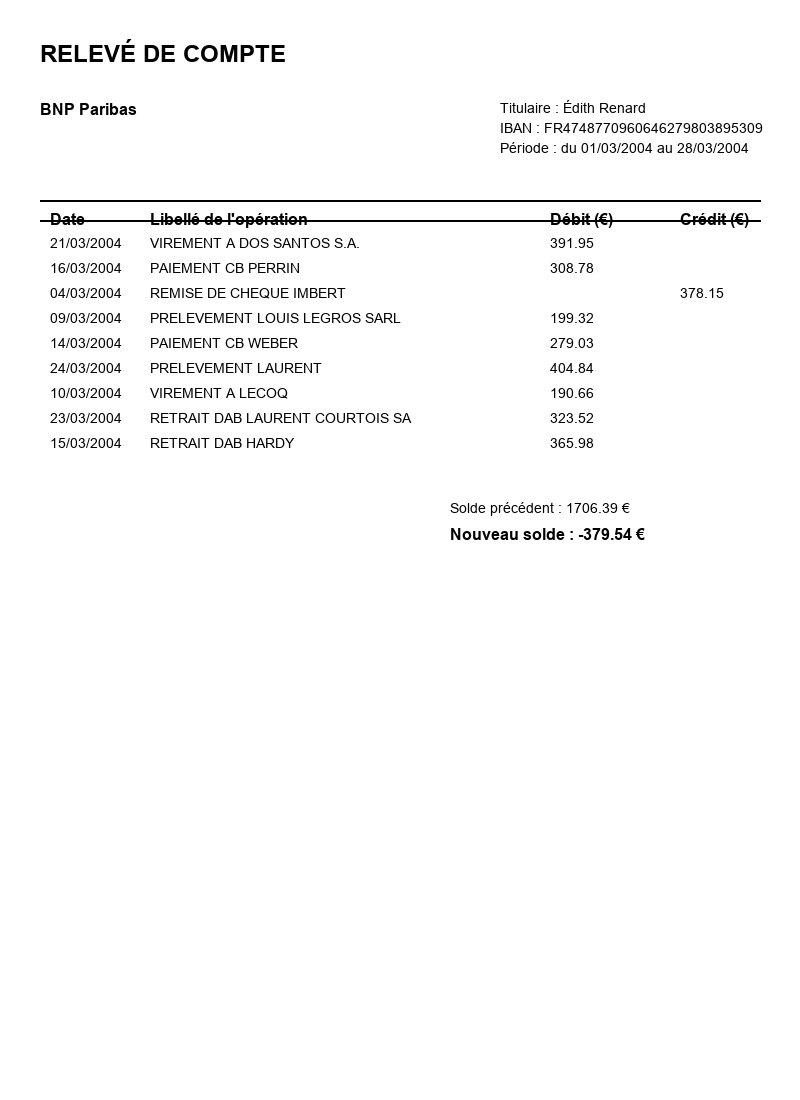 RELEVÉ DE COMPTE
BNP Paribas
Titulaire : Édith Renard
IBAN : FR4748770960646279803895309
Période : du 01/03/2004 au 28/03/2004
Date Libellé de l'opération Débit (€) Crédit (€)
21/03/2004 VIREMENT A DOS SANTOS S.A. 391.95
16/03/2004 PAIEMENT CB PERRIN 308.78
04/03/2004 REMISE DE CHEQUE IMBERT 378.15
09/03/2004 PRELEVEMENT LOUIS LEGROS SARL 199.32
14/03/2004 PAIEMENT CB WEBER 279.03
24/03/2004 PRELEVEMENT LAURENT 404.84
10/03/2004 VIREMENT A LECOQ 190.66
23/03/2004 RETRAIT DAB LAURENT COURTOIS SA 323.52
15/03/2004 RETRAIT DAB HARDY 365.98
Solde précédent : 1706.39 €
Nouveau solde : -379.54 €